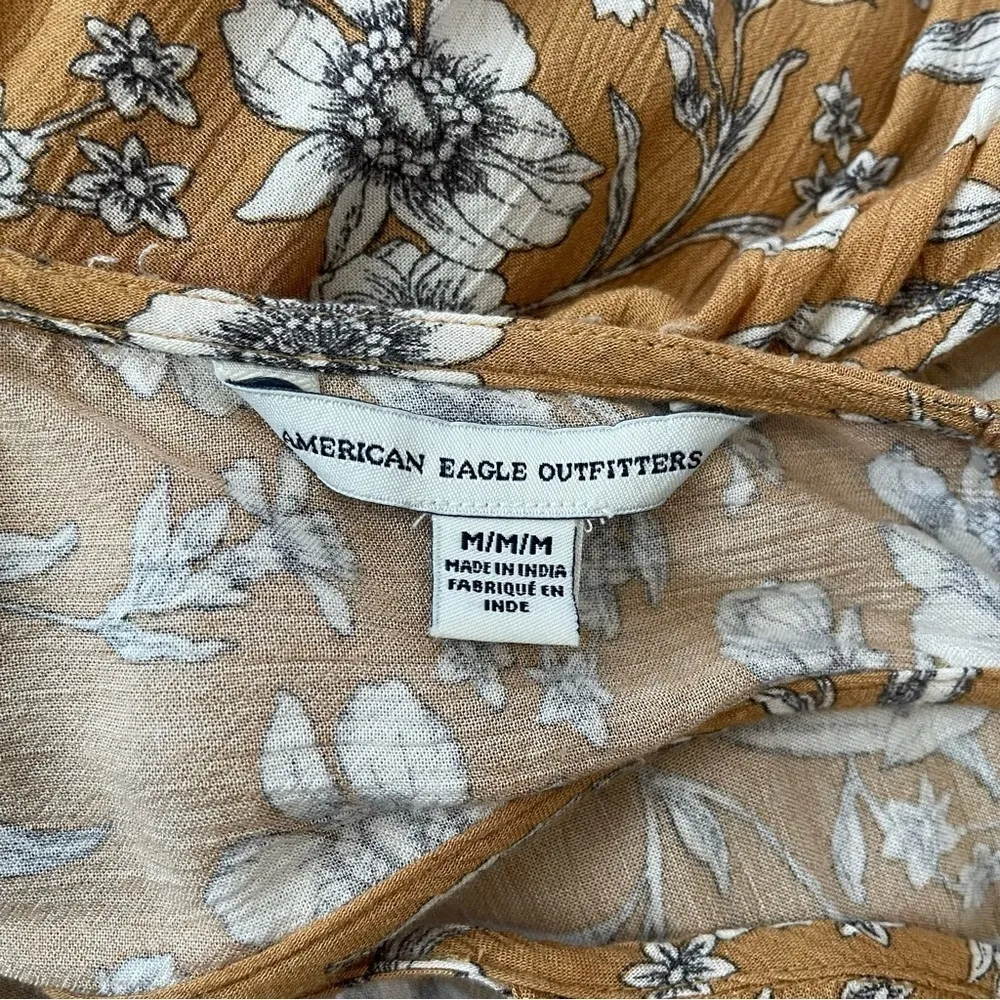 AMERICAN EAGLE OUTFITTERS
M/M/M
MADE IN INDIA
FABRIQUÉ EN
INDE